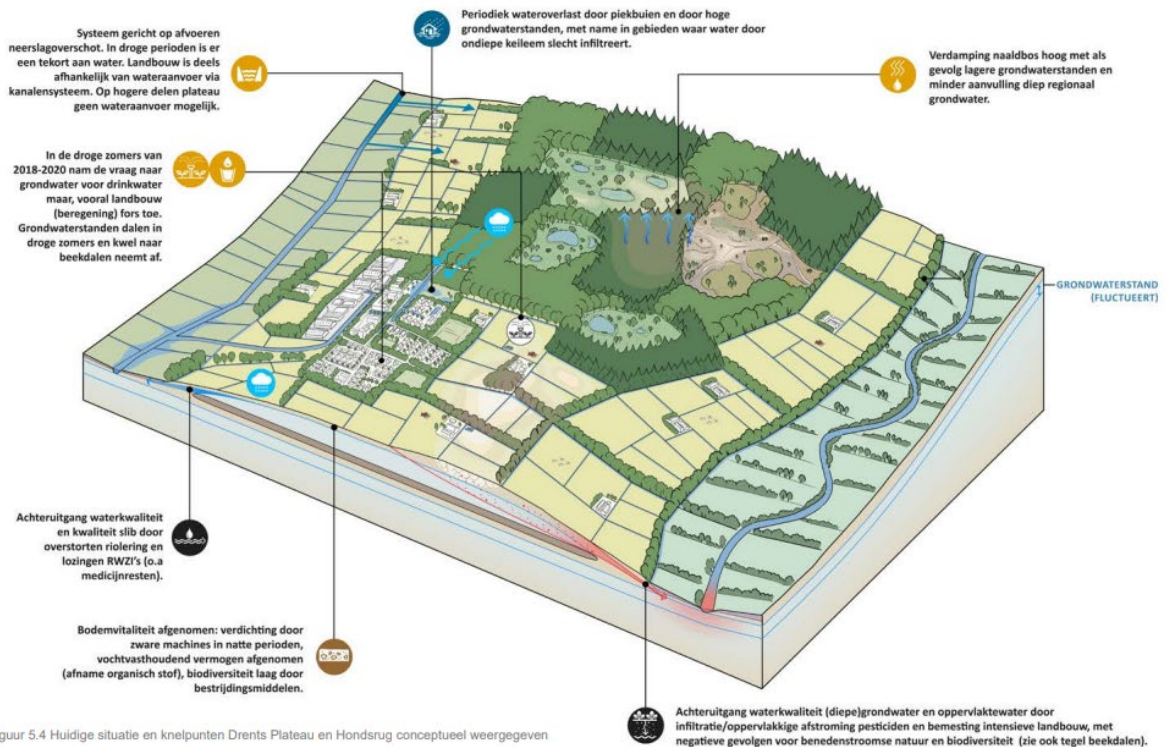 Periodiek wateroverlast door piekbuien en door hoge
grondwaterstanden, met name in gebieden waar water door
ondiepe keileem slecht infiltreert.
Systeem gericht op afvoeren
neerslagoverschot. In droge perioden is er
een tekort aan water. Landbouw is deels
afhankelijk van wateraanvoer via
kanalensysteem. Op hogere delen plateau
geen wateraanvoer mogelijk.
Verdamping naaldbos hoog met als
gevolg lagere grondwaterstanden en
minder aanvulling diep regionaal
grondwater.
In de droge zomers van
2018-2020 nam de vraag naar
grondwater voor drinkwater
maar, vooral landbouw
(beregening) fors toe.
Grondwaterstanden dalen in
droge zomers en kwel naar
beekdalen neemt af.
GRONDWATERSTAND
(FLUCTUEERT)
Achteruitgang waterkwaliteit
en kwaliteit slib door
overstorten riolering en
lozingen RWZI's (o.a
medicijnresten).
Bodemvitaliteit afgenomen: verdichting door
zware machines in natte perioden,
vochtvasthoudend vermogen afgenomen
(afname organisch stof), biodiversiteit laag door
bestrijdingsmiddelen.
Achteruitgang waterkwaliteit (diepe)grondwater en oppervlaktewater door
infiltratie/oppervlakkige afstroming pesticiden en bemesting intensieve landbouw, met
negatieve gevolgen voor benedenstroomse natuur en biodiversiteit (zie ook tegel beekdalen).
guur 5.4 Huidige situatie en knelpunten Drents Plateau en Hondsrug conceptueel weergegeven